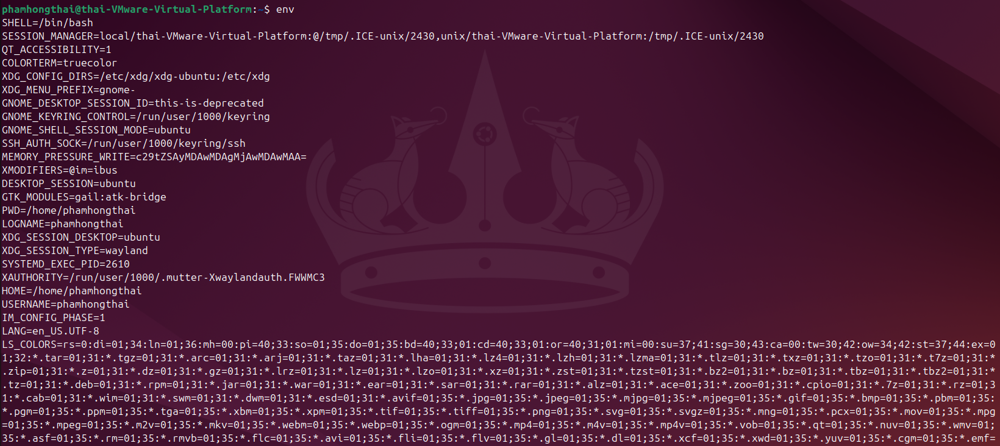 phamhongthai@thai-VMware-Virtual-Platform:~$ env
SHELL=/bin/bash
SESSION_MANAGER=local/thai-VMware-Virtual-Platform:@/tmp/.ICE-unix/2430,unix/thai-VMware-Virtual-Platform:/tmp/.ICE-unix/2430
QT_ACCESSIBILITY=1
COLORTERM=truecolor
XDG_CONFIG_DIRS=/etc/xdg/xdg-ubuntu:/etc/xdg
XDG_MENU_PREFIX=gnome-
GNOME_DESKTOP_SESSION_ID=this-is-deprecated
GNOME_KEYRING_CONTROL=/run/user/1000/keyring
GNOME_SHELL_SESSION_MODE=ubuntu
SSH_AUTH_SOCK=/run/user/1000/keyring/ssh
MEMORY_PRESSURE_WRITE=c29tZSAyMDAwMDAgMjAwMDAwMAA=
XMODIFIERS=@im=ibus
DESKTOP_SESSION=ubuntu
GTK_MODULES=gail:atk-bridge
PWD=/home/phamhongthai
LOGNAME=phamhongthai
XDG_SESSION_DESKTOP=ubuntu
XDG_SESSION_TYPE=wayland
SYSTEMD_EXEC_PID=2610
XAUTHORITY=/run/user/1000/.mutter-Xwaylandauth.FWWMC3
HOME=/home/phamhongthai
USERNAME=phamhongthai
IM_CONFIG_PHASE=1
LANG=en_US.UTF-8
LS_COLORS=rs=0:di=01;34:ln=01;36:mh=00:pi=40;33:so=01;35:do=01;35:bd=40;33;01:cd=40;33;01:or=40;31;01:mi=00:su=37;41:sg=30;43:ca=00:tw=30;42:ow=34;42:st=37;44:ex=0
1;32:*.tar=01;31:*.tgz=01;31:*.arc=01;31:*.arj=01;31:*.taz=01;31:*.lha=01;31:*.lz4=01;31:*.lzh=01;31:*.lzma=01;31:*.tlz=01;31:*.txz=01;31:*.tzo=01;31:*.t7z=01;31:*
.zip=01;31:*.z=01;31:*.dz=01;31:*.gz=01;31:*.lrz=01;31:*.lz=01;31:*.lzo=01;31:*.xz=01;31:*.zst=01;31:*.tzst=01;31:*.bz2=01;31:*.bz=01;31:*.tbz=01;31:*.tbz2=01;31:*
.tz=01;31:*.deb=01;31:*.rpm=01;31:*.jar=01;31:*.war=01;31:*.ear=01;31:*.sar=01;31:*.rar=01;31:*.alz=01;31:*.ace=01;31:*.zoo=01;31:*.cpio=01;31:*.7z=01;31:*.rz=01;3
1:*.cab=01;31:*.wim=01;31:*.swm=01;31:*.dwm=01;31:*.esd=01;31:*.avif=01;35:*.jpg=01;35:*.jpeg=01;35:*.mjpg=01;35:*.mjpeg=01;35:*.gif=01;35:*.bmp=01;35:*.pbm=01;35:
*.pgm=01;35:*.ppm=01;35:*.tga=01;35:*.xbm=01;35:*.xpm=01;35:*.tif=01;35:*.tiff=01;35:*.png=01;35:*.svg=01;35:*.svgz=01;35:*.mng=01;35:*.pcx=01;35:*.mov=01;35:*.mpg
=01;35:*.mpeg=01;35:*.m2v=01;35:*.mkv=01;35:*.webm=01;35:*.webp=01;35:*.ogm=01;35:*.mp4=01;35:*.m4v=01;35:*.mp4v=01;35:*.vob=01;35:*.qt=01;35:*.nuv=01;35:*.wmv=01;
35:*.asf=01;35:*.rm=01;35:*.rmvb=01;35:*.flc=01;35:*.avi=01;35:*.fli=01;35:*.flv=01;35:*.gl=01;35:*.dl=01;35:*.xcf=01;35:*.xwd=01;35:*.yuv=01;35:*.cgm=01;35:*.emf=